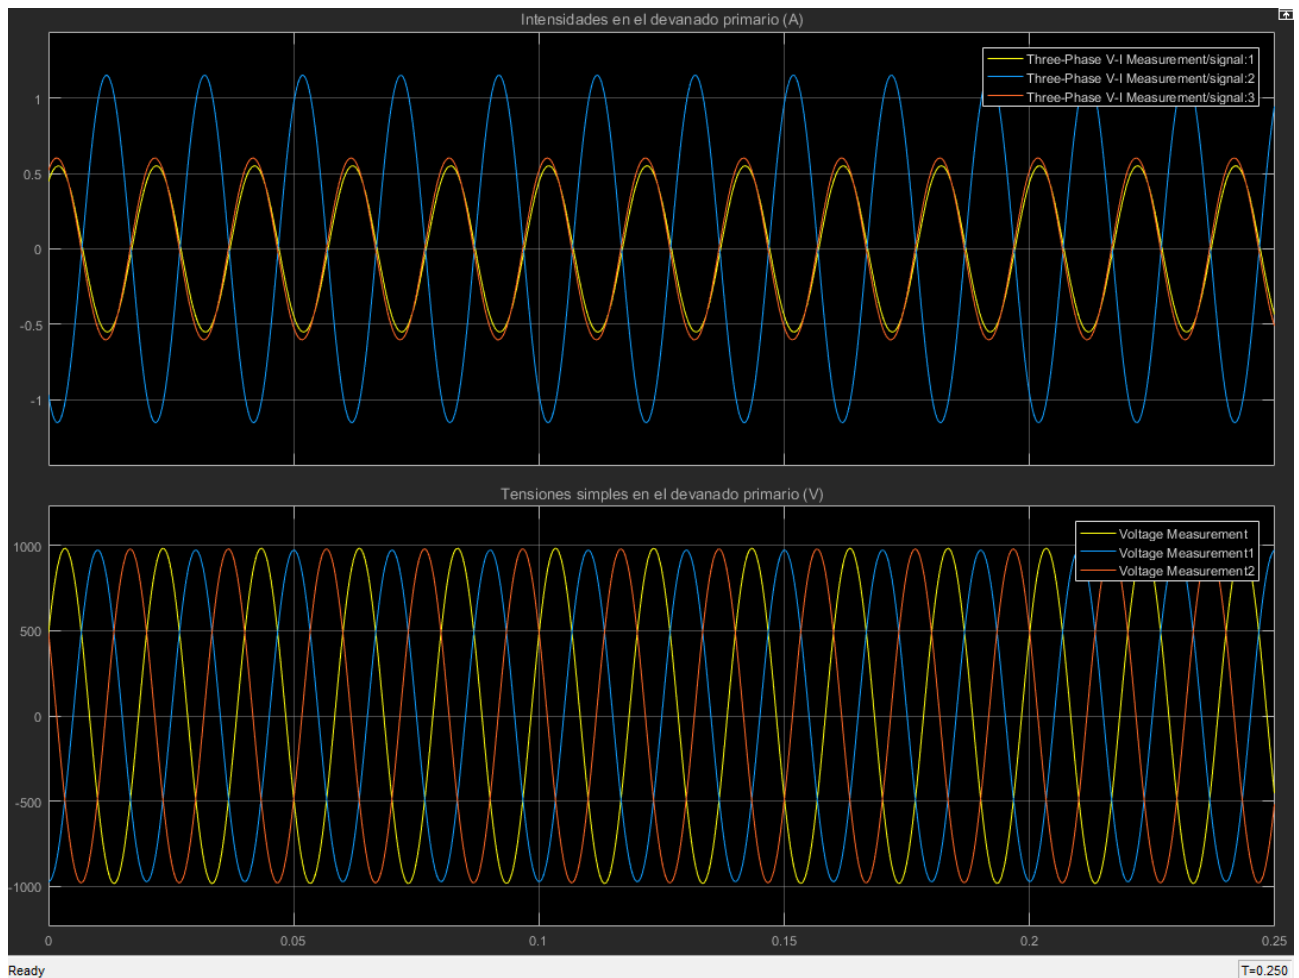 Intensidades en el devanado primario (A)
Three-Phase V-I Measurement/signal:1
Three-Phase V-I Measurement/signal:2
Three-Phase V-I Measurement/signal:3
1
0.5
0
-0.5
-1
Tensiones simples en el devanado primario (V)
Voltage Measurement
Voltage Measurement1
Voltage Measurement2
1000
500
0
-500
-1000
0 0.05 0.1 0.15 0.2 0.25
Ready T=0.250